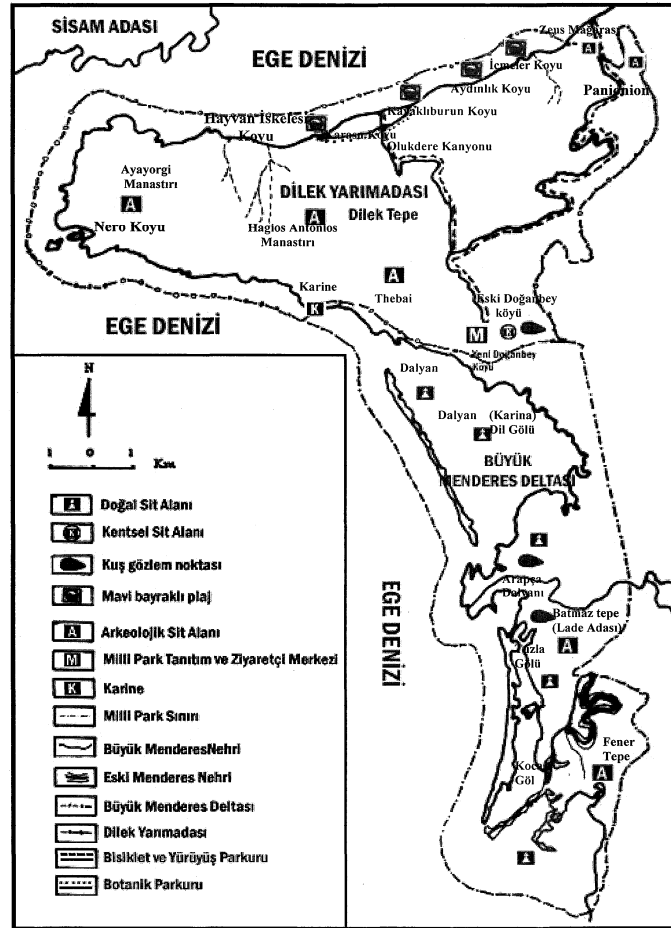 SİSAM ADASI
EGE DENİZİ
Zeus Mağarası
A
A
İçmeler Koyu
Aydınlık Koyu
Panionion
Kavaklıburun Koyu
Hayvan İskelesi
Koyu
Karasu Koyu
Olukdere Kanyonu
Ayayorgi
Manastırı
A
Nero Koyu
DİLEK YARIMADASI
A
Dilek Tepe
Hagios Antonios
Manastırı
A
Thebai
Karine
K
EGE DENİZİ
Eski Doğanbey
köyü
M
K
Yeni Doğanbey
Koyu
N
1 0 1
Km
Dalyan
Dalyan
(Karina)
Dil Gölü
BÜYÜK
MENDERES DELTASI
Arapça
Dalyanı
EGE DENİZİ
Batmaz tepe
(Lade Adası)
A
Tuzla
Gölü
Fener
Tepe
A
Koca
Göl
Doğal Sit Alanı
K
Kentsel Sit Alanı
Kuş gözlem noktası
Mavi bayraklı plaj
A
Arkeolojik Sit Alanı
M
Milli Park Tanıtım ve Ziyaretçi Merkezi
K
Karine
Milli Park Sınırı
Büyük MenderesNehri
Eski Menderes Nehri
Büyük Menderes Deltası
Dilek Yarımadası
Bisiklet ve Yürüyüş Parkuru
Botanik Parkuru